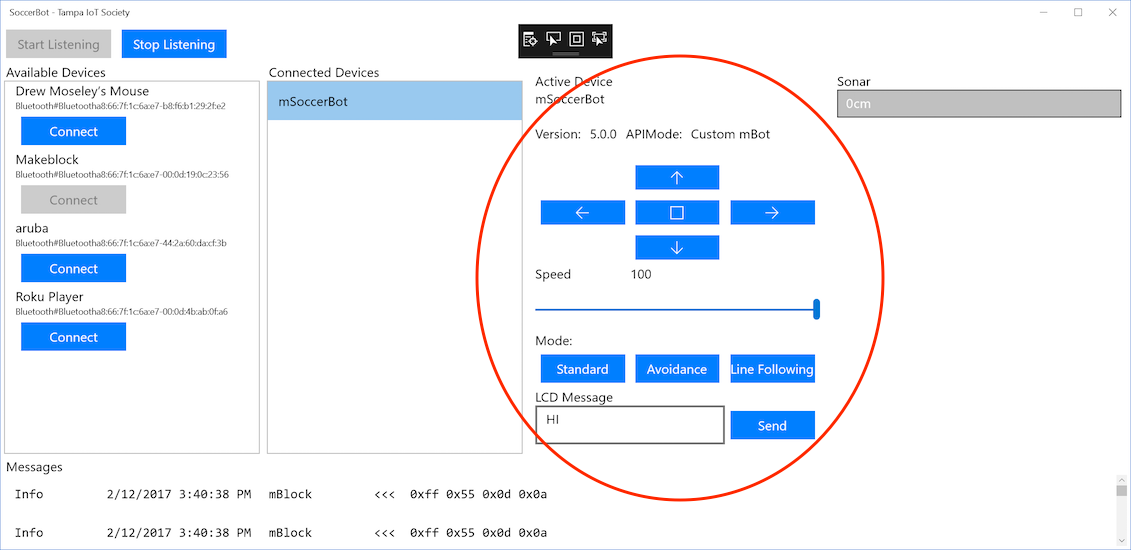 SoccerBot - Tampa IoT Society
Start Listening
Stop Listening
Available Devices
Drew Moseley's Mouse
Bluetooth#Bluetootha8:66:7f:1c:6a:e7-b8:f6:b1:29:2f:e2
Connect
Makeblock
Bluetooth#Bluetootha8:66:7f:1c:6a:e7-00:0d:19:0c:23:56
Connect
aruba
Bluetooth#Bluetootha8:66:7f:1c:6a:e7-44:2a:60:da:cf:3b
Connect
Roku Player
Bluetooth#Bluetootha8:66:7f:1c:6a:e7-00:0d:4b:ab:0f:a6
Connect
Connected Devices
mSoccerBot
Active Device
mSoccerBot
Version: 5.0.0 APIMode: Custom mBot
Speed 100
Mode:
Standard Avoidance Line Following
LCD Message
HI
Send
Sonar
0cm
Messages
Info 2/12/2017 3:40:38 PM mBlock <<< 0xff 0x55 0x0d 0x0a
Info 2/12/2017 3:40:38 PM mBlock <<< 0xff 0x55 0x0d 0x0a